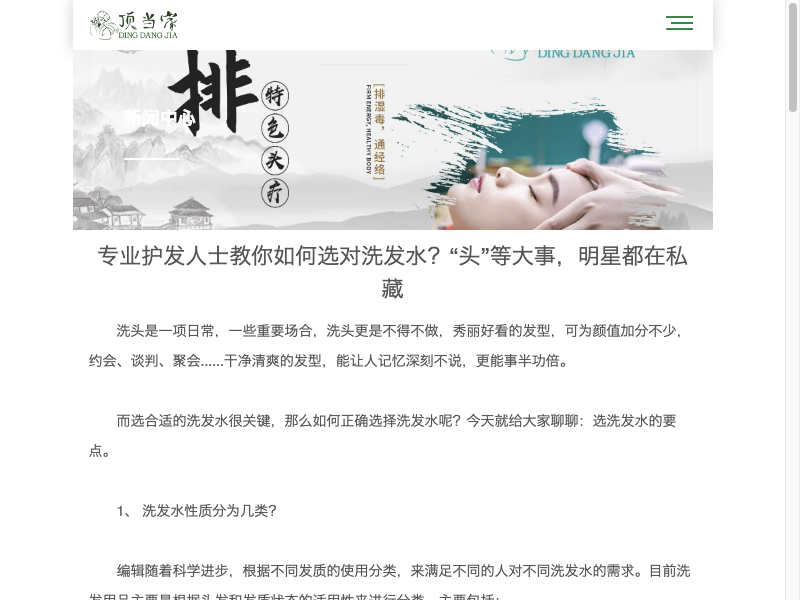 顶当家
DING DANG JIA
DING DANG JIA
排
特色头疗
新闻中心
[排湿毒，通经络]
FIRM ENERGY, HEALTHY BODY
专业护发人士教你如何选对洗发水？“头”等大事，明星都在私
藏
洗头是一项日常，一些重要场合，洗头更是不得不做，秀丽好看的发型，可为颜值加分不少，
约会、谈判、聚会......干净清爽的发型，能让人记忆深刻不说，更能事半功倍。
而选合适的洗发水很关键，那么如何正确选择洗发水呢？今天就给大家聊聊：选洗发水的要
点。
1、 洗发水性质分为几类？
编辑随着科学进步，根据不同发质的使用分类，来满足不同的人对不同洗发水的需求。目前洗
发用品主要是根据头发和发质状态的适用性来进行分类，主要包括：